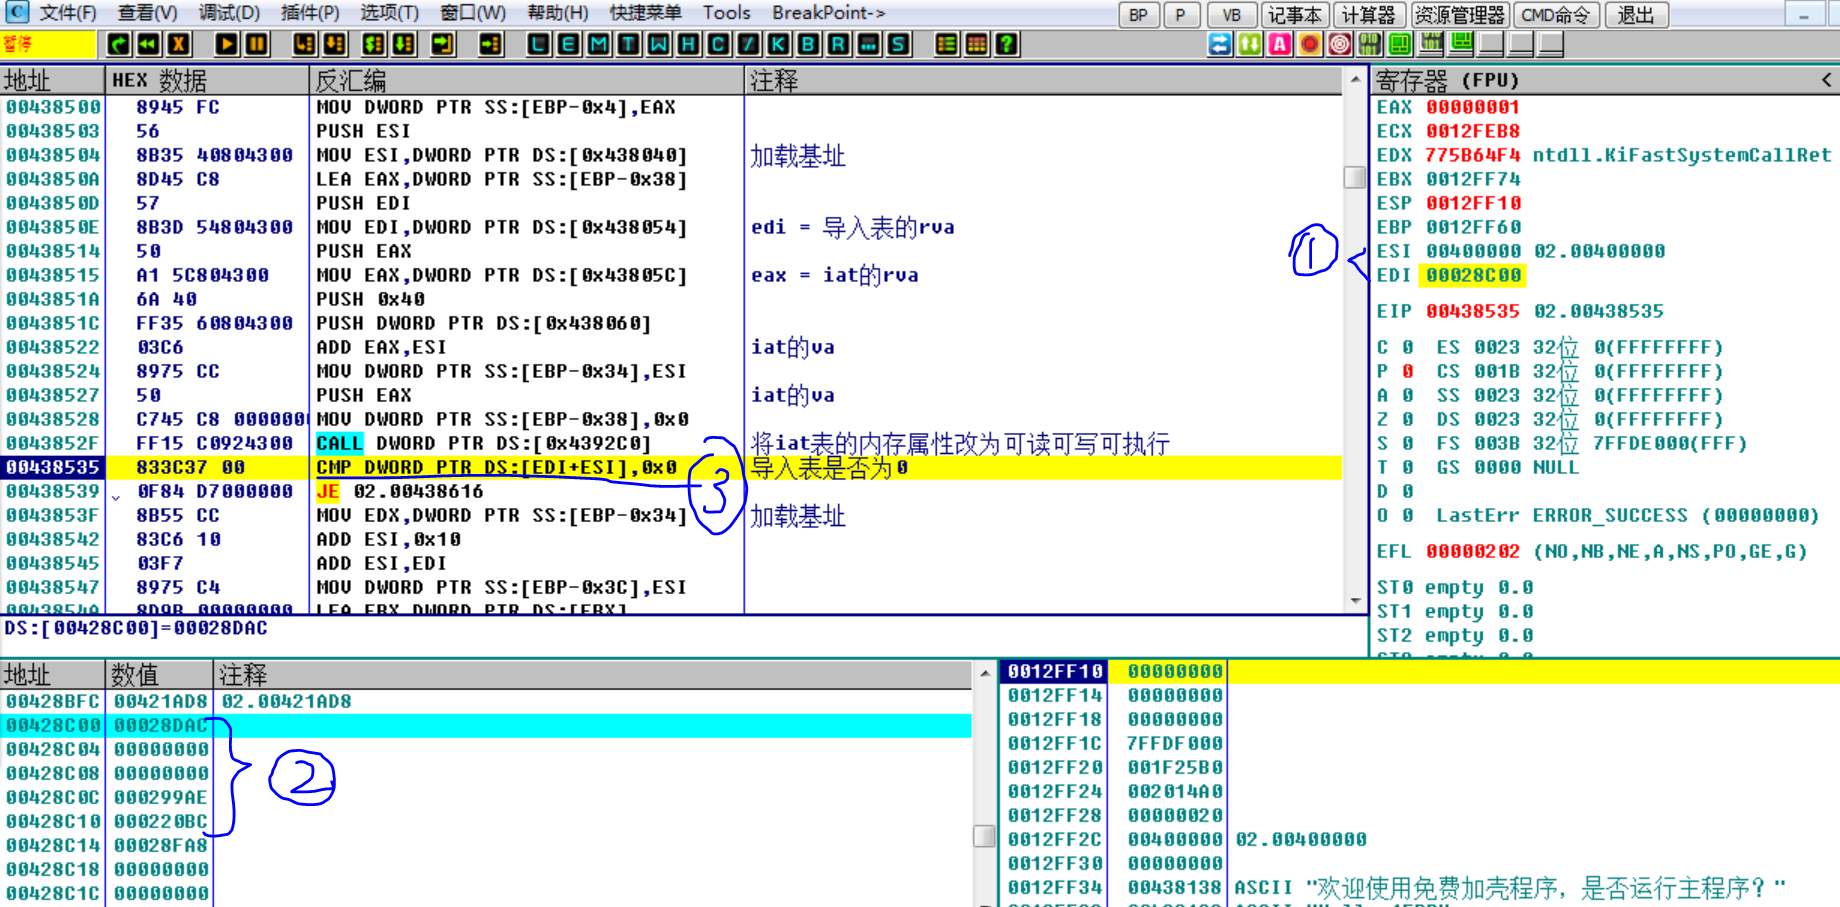 文件(F) 查看(V) 调试(D) 插件(P) 选项(T) 窗口(W) 帮助(H) 快捷菜单 Tools BreakPoint-> BP P VB 记事本 计算器 资源管理器 CMD命令 退出
暂停 L E M T W H C / K B R ... S ?
地址 HEX 数据 反汇编 注释
00438500 8945 FC MOV DWORD PTR SS:[EBP-0x4],EAX
00438503 56 PUSH ESI
00438504 8B35 40804300 MOV ESI,DWORD PTR DS:[0x438040] 加载基址
0043850A 8D45 C8 LEA EAX,DWORD PTR SS:[EBP-0x38]
0043850D 57 PUSH EDI
0043850E 8B3D 54804300 MOV EDI,DWORD PTR DS:[0x438054] edi = 导入表的rva
00438514 50 PUSH EAX
00438515 A1 5C804300 MOV EAX,DWORD PTR DS:[0x43805C] eax = iat的rva
0043851A 6A 40 PUSH 0x40
0043851C FF35 60804300 PUSH DWORD PTR DS:[0x438060]
00438522 03C6 ADD EAX,ESI iat的va
00438524 8975 CC MOV DWORD PTR SS:[EBP-0x34],ESI
00438527 50 PUSH EAX iat的va
00438528 C745 C8 0000000 MOV DWORD PTR SS:[EBP-0x38],0x0
0043852F FF15 C0924300 CALL DWORD PTR DS:[0x4392C0] 将iat表的内存属性改为可读可写可执行
00438535 833C37 00 CMP DWORD PTR DS:[EDI+ESI],0x0 导入表是否为0
00438539 0F84 D7000000 JE 02.00438616
0043853F 8B55 CC MOV EDX,DWORD PTR SS:[EBP-0x34] 加载基址
00438542 83C6 10 ADD ESI,0x10
00438545 03F7 ADD ESI,EDI
00438547 8975 C4 MOV DWORD PTR SS:[EBP-0x3C],ESI
0043854A 8D9B 00000000 LEA EBX,DWORD PTR DS:[EBX]
③
DS:[00428C00]=00028DAC
寄存器 (FPU) <
EAX 00000001
ECX 0012FEB8
EDX 775B64F4 ntdll.KiFastSystemCallRet
EBX 0012FF74
ESP 0012FF10
EBP 0012FF60
ESI 00400000 02.00400000
EDI 00028C00
①
EIP 00438535 02.00438535
C 0 ES 0023 32位 0(FFFFFFFF)
P 0 CS 001B 32位 0(FFFFFFFF)
A 0 SS 0023 32位 0(FFFFFFFF)
Z 0 DS 0023 32位 0(FFFFFFFF)
S 0 FS 003B 32位 7FFDE000(FFF)
T 0 GS 0000 NULL
D 0
O 0 LastErr ERROR_SUCCESS (00000000)
EFL 00000202 (NO,NB,NE,A,NS,PO,GE,G)
ST0 empty 0.0
ST1 empty 0.0
ST2 empty 0.0
地址 数值 注释
00428BFC 00421AD8 02.00421AD8
00428C00 00028DAC
00428C04 00000000
00428C08 00000000
00428C0C 000299AE
00428C10 000220BC
00428C14 00028FA8
00428C18 00000000
00428C1C 00000000
②
0012FF10 00000000
0012FF14 00000000
0012FF18 00000000
0012FF1C 7FFDF000
0012FF20 001F25B0
0012FF24 002014A0
0012FF28 00000020
0012FF2C 00400000 02.00400000
0012FF30 00000000
0012FF34 00438138 ASCII "欢迎使用免费加壳程序，是否运行主程序？"